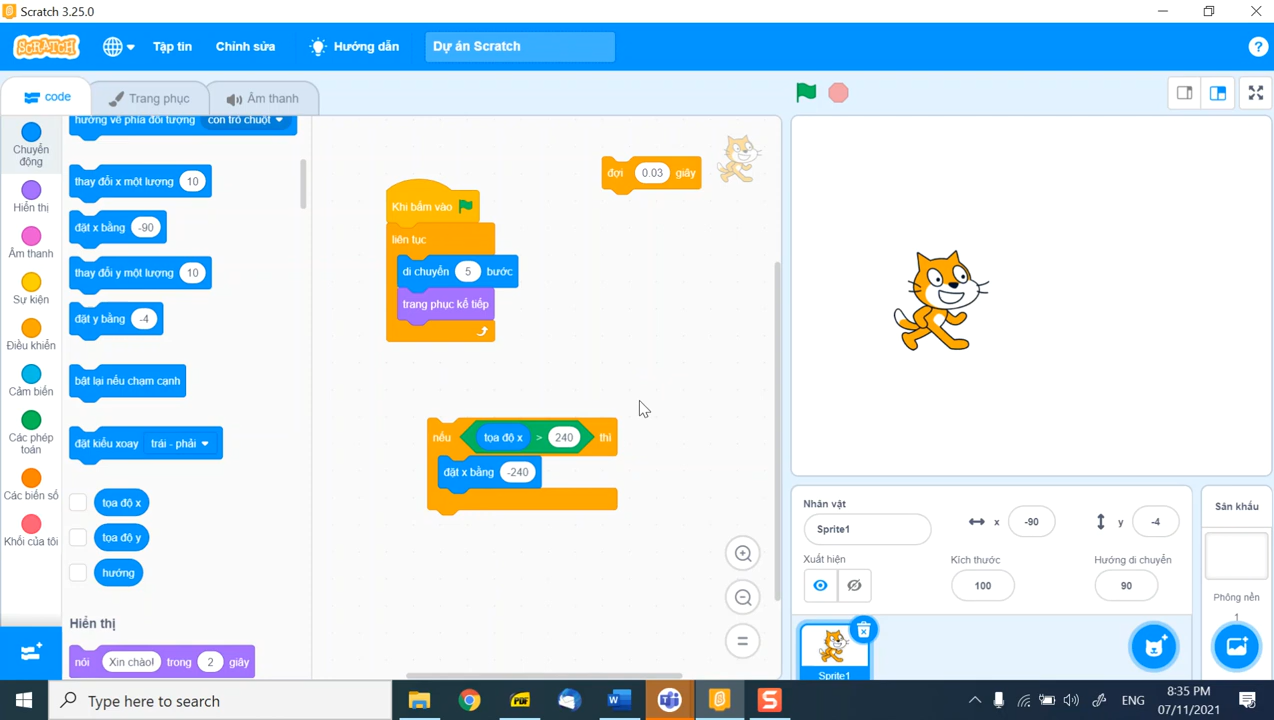 Scratch 3.25.0
SCRATCH
Tập tin
Chỉnh sửa
Hướng dẫn
Dự án Scratch
?
code
Trang phục
Âm thanh
Chuyển động
Hiển thị
Âm thanh
Sự kiện
Điều khiển
Cảm biến
Các phép toán
Các biến số
Khối của tôi
hướng về phía đối tượng con trỏ chuột
thay đổi x một lượng 10
đặt x bằng -90
thay đổi y một lượng 10
đặt y bằng -4
bật lại nếu chạm cạnh
đặt kiểu xoay trái - phải
tọa độ x
tọa độ y
hướng
Hiển thị
nói Xin chào! trong 2 giây
đợi 0.03 giây
Khi bấm vào
liên tục
di chuyển 5 bước
trang phục kế tiếp
nếu tọa độ x > 240 thì
đặt x bằng -240
Nhân vật
Sprite1
x -90
y -4
Xuất hiện
Kích thước
100
Hướng di chuyển
90
Sprite1
Sân khấu
Phông nền
1
Type here to search
PDF
ENG
8:35 PM
07/11/2021